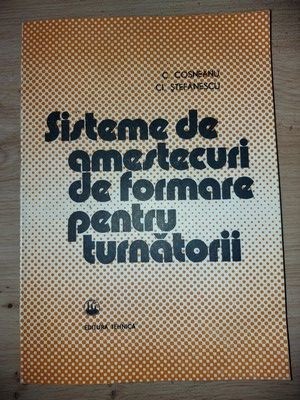 C. COSNEANU
CL. STEFANESCU
Sisteme de
amestecuri
de formare
pentru
turnătorii
EDITURA TEHNICĂ